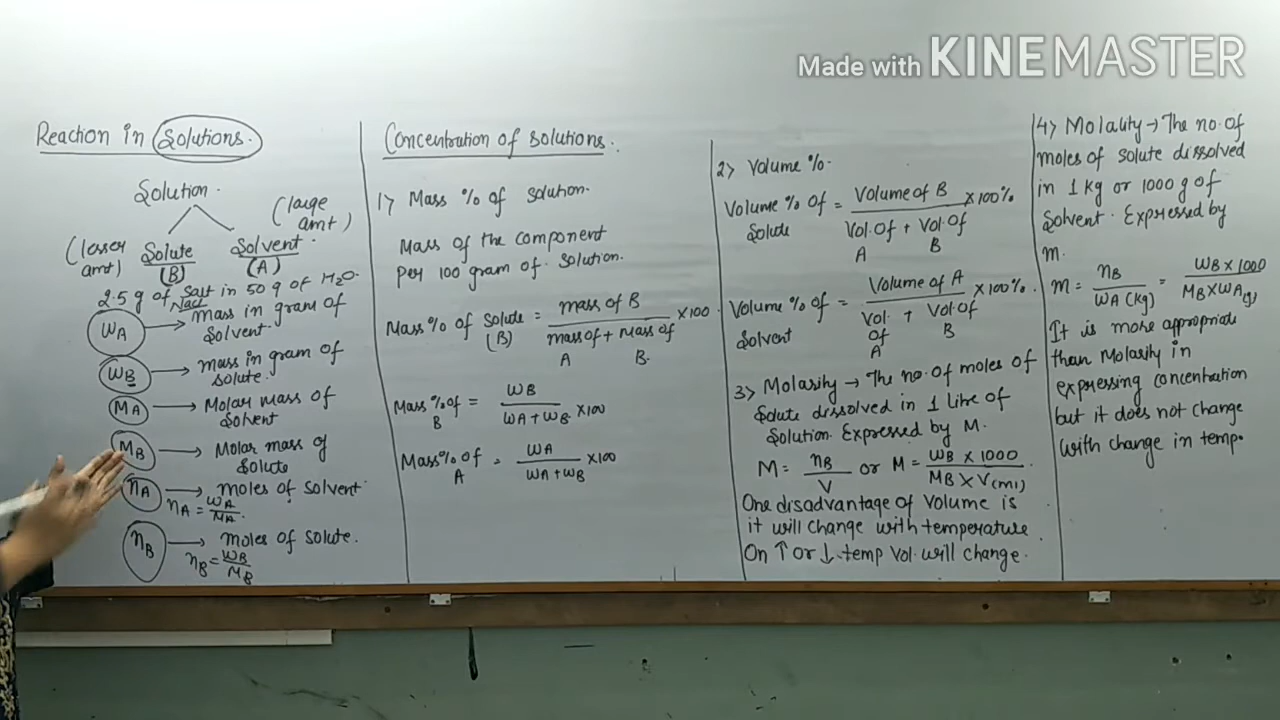 Made with KINEMASTER
Reaction in Solutions.
Solution.
(large
amt)
(lesser
amt)
Solute
(B)
Solvent.
(A)
2.5 g of Salt in 50 g of H2O.
NaCl
WA → mass in gram of
solvent.
WB → mass in gram of
solute.
MA → Molar mass of
solvent
MB → Molar mass of
solute
nA → moles of solvent.
nA = WA/MA.
nB → moles of solute.
nB = WB/MB
Concentration of solutions.
1> Mass % of solution.
Mass of the component
per 100 gram of solution.
Mass % of solute (B) = mass of B / mass of A + Mass of B. × 100
Mass % of B = WB / WA + WB × 100
Mass % of A = WA / WA + WB × 100
2> Volume %.
Volume % of Solute = Volume of B / Vol. of A + Vol. of B × 100 %
Volume % of Solvent = Volume of A / Vol. of A + Vol of B × 100 %.
3> Molarity → The no. of moles of
solute dissolved in 1 litre of
solution. Expressed by M.
M = nB / V or M = WB × 1000 / MB × V (ml)
One disadvantage of volume is
it will change with temperature.
On ↑ or ↓ temp vol. will change.
4> Molality → The no. of
moles of solute dissolved
in 1 kg or 1000 g of
solvent. Expressed by
m.
m = nB / WA (kg) = WB × 1000 / MB × WA (g)
It is more appropriate
than Molarity in
expressing concentration
but it does not change
with change in temp.